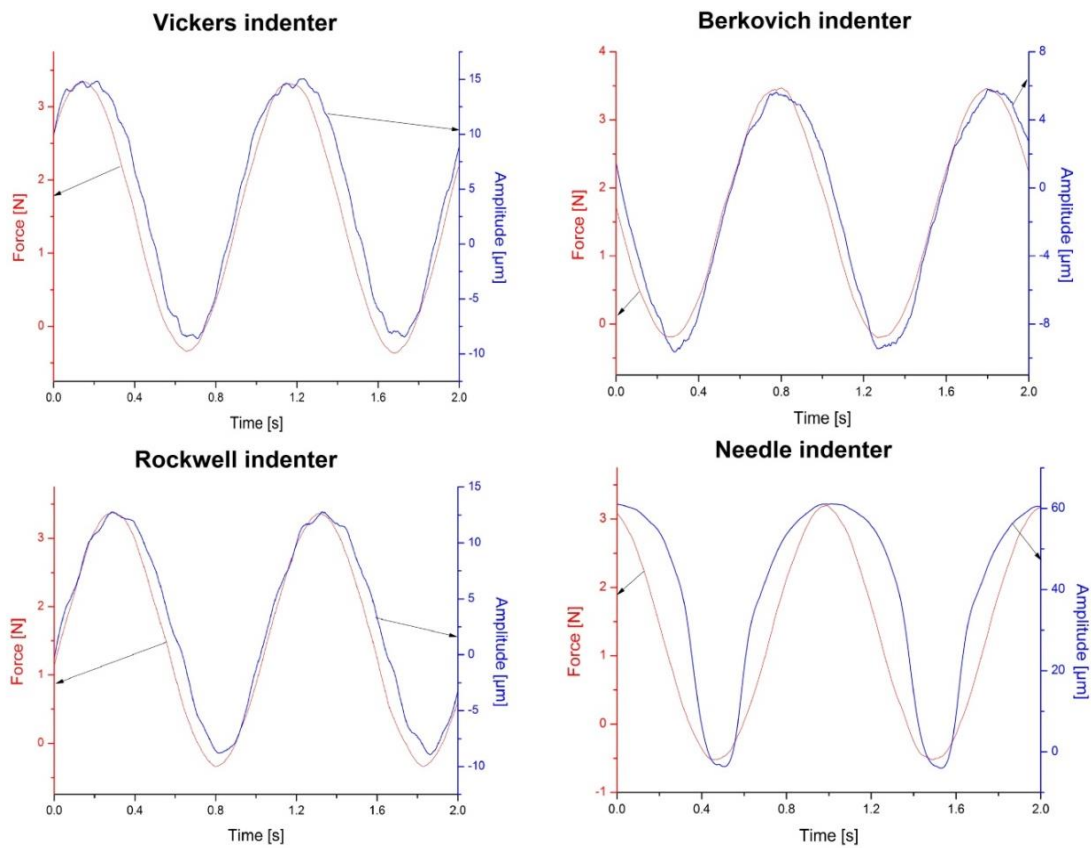 Vickers indenter
Force [N]
3
2
1
0
15
10
5
0
-5
-10
Amplitude [µm]
0.0 0.4 0.8 1.2 1.6 2.0
Time [s]
Berkovich indenter
Force [N]
4
3
2
1
0
8
4
0
-4
-8
Amplitude [µm]
0.0 0.4 0.8 1.2 1.6 2.0
Time [s]
Rockwell indenter
Force [N]
3
2
1
0
15
10
5
0
-5
-10
Amplitude [µm]
0.0 0.4 0.8 1.2 1.6 2.0
Time [s]
Needle indenter
Force [N]
3
2
1
0
-1
60
40
20
0
Amplitude [µm]
0.0 0.4 0.8 1.2 1.6 2.0
Time [s]